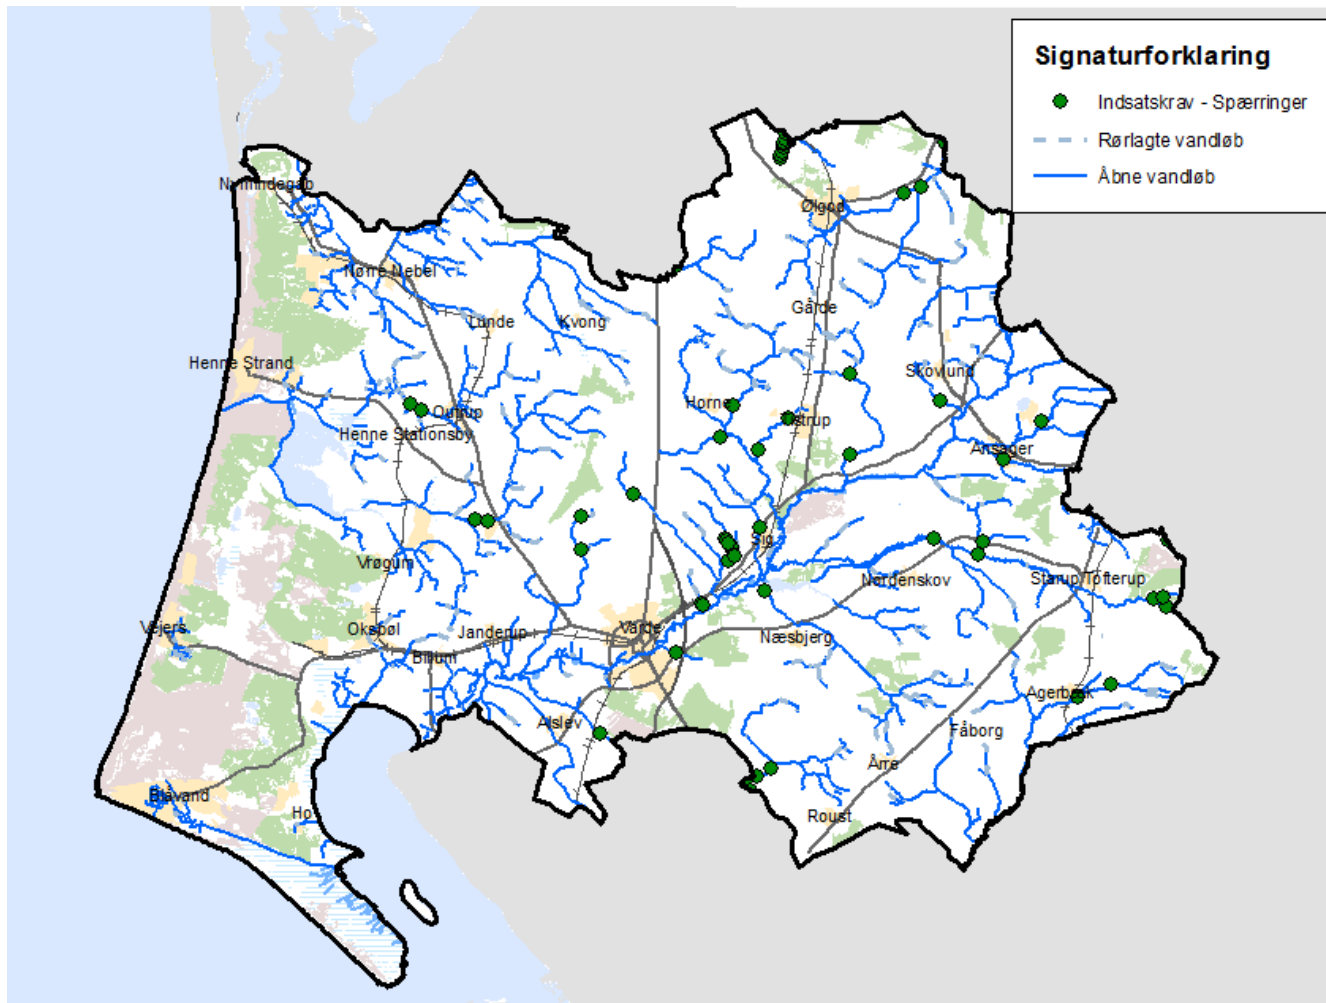 Signaturforklaring
Indsatskrav - Spærringer
Rørlagte vandløb
Åbne vandløb
Nymindegab
Ølgod
Nørre Nebel
Gårde
Lunde
Kvong
Henne Strand
Skovlund
Horne
Outrup
Tistrup
Henne Stationsby
Ansager
Sig
Vrøgum
Nordenskov
Starup/Tofterup
Vejers
Oksbøl
Janderup
Varde
Næsbjerg
Billum
Agerbæk
Alslev
Fåborg
Årre
Blåvand
Ho
Roust